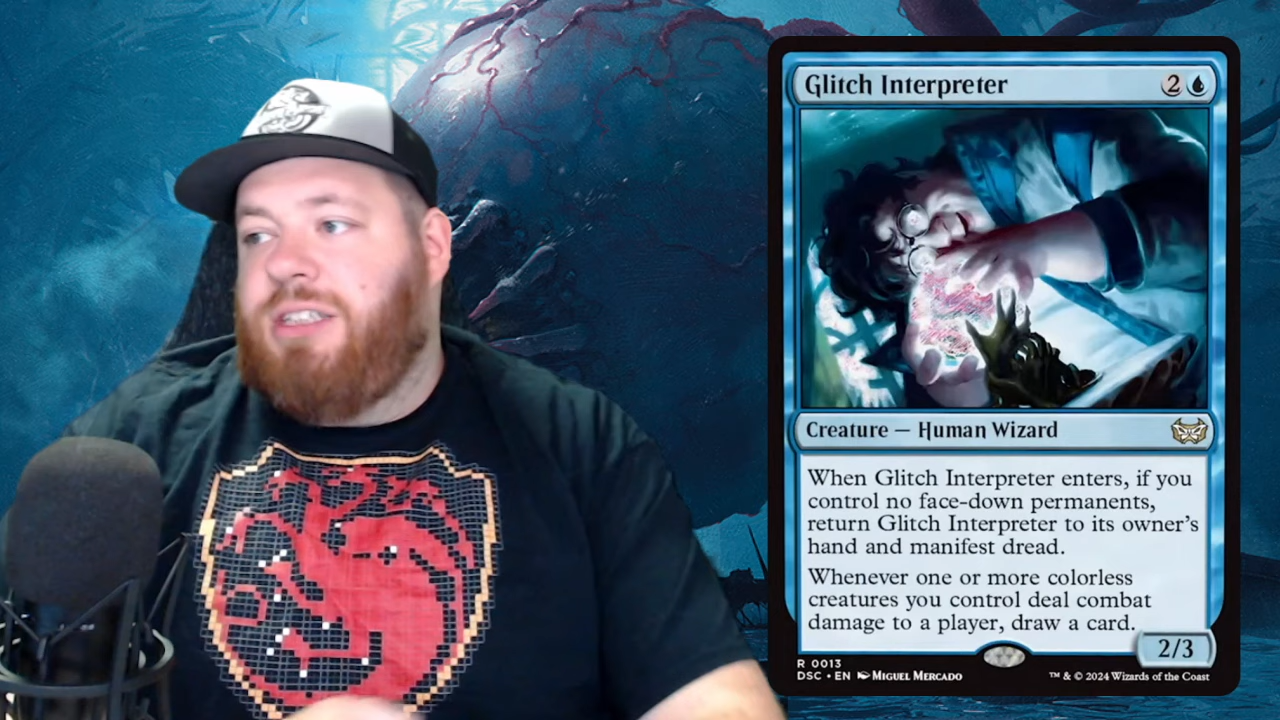 Glitch Interpreter 2
Creature — Human Wizard
When Glitch Interpreter enters, if you
control no face-down permanents,
return Glitch Interpreter to its owner's
hand and manifest dread.
Whenever one or more colorless
creatures you control deal combat
damage to a player, draw a card.
2/3
R 0013
DSC • EN MIGUEL MERCADO
™ & © 2024 Wizards of the Coast